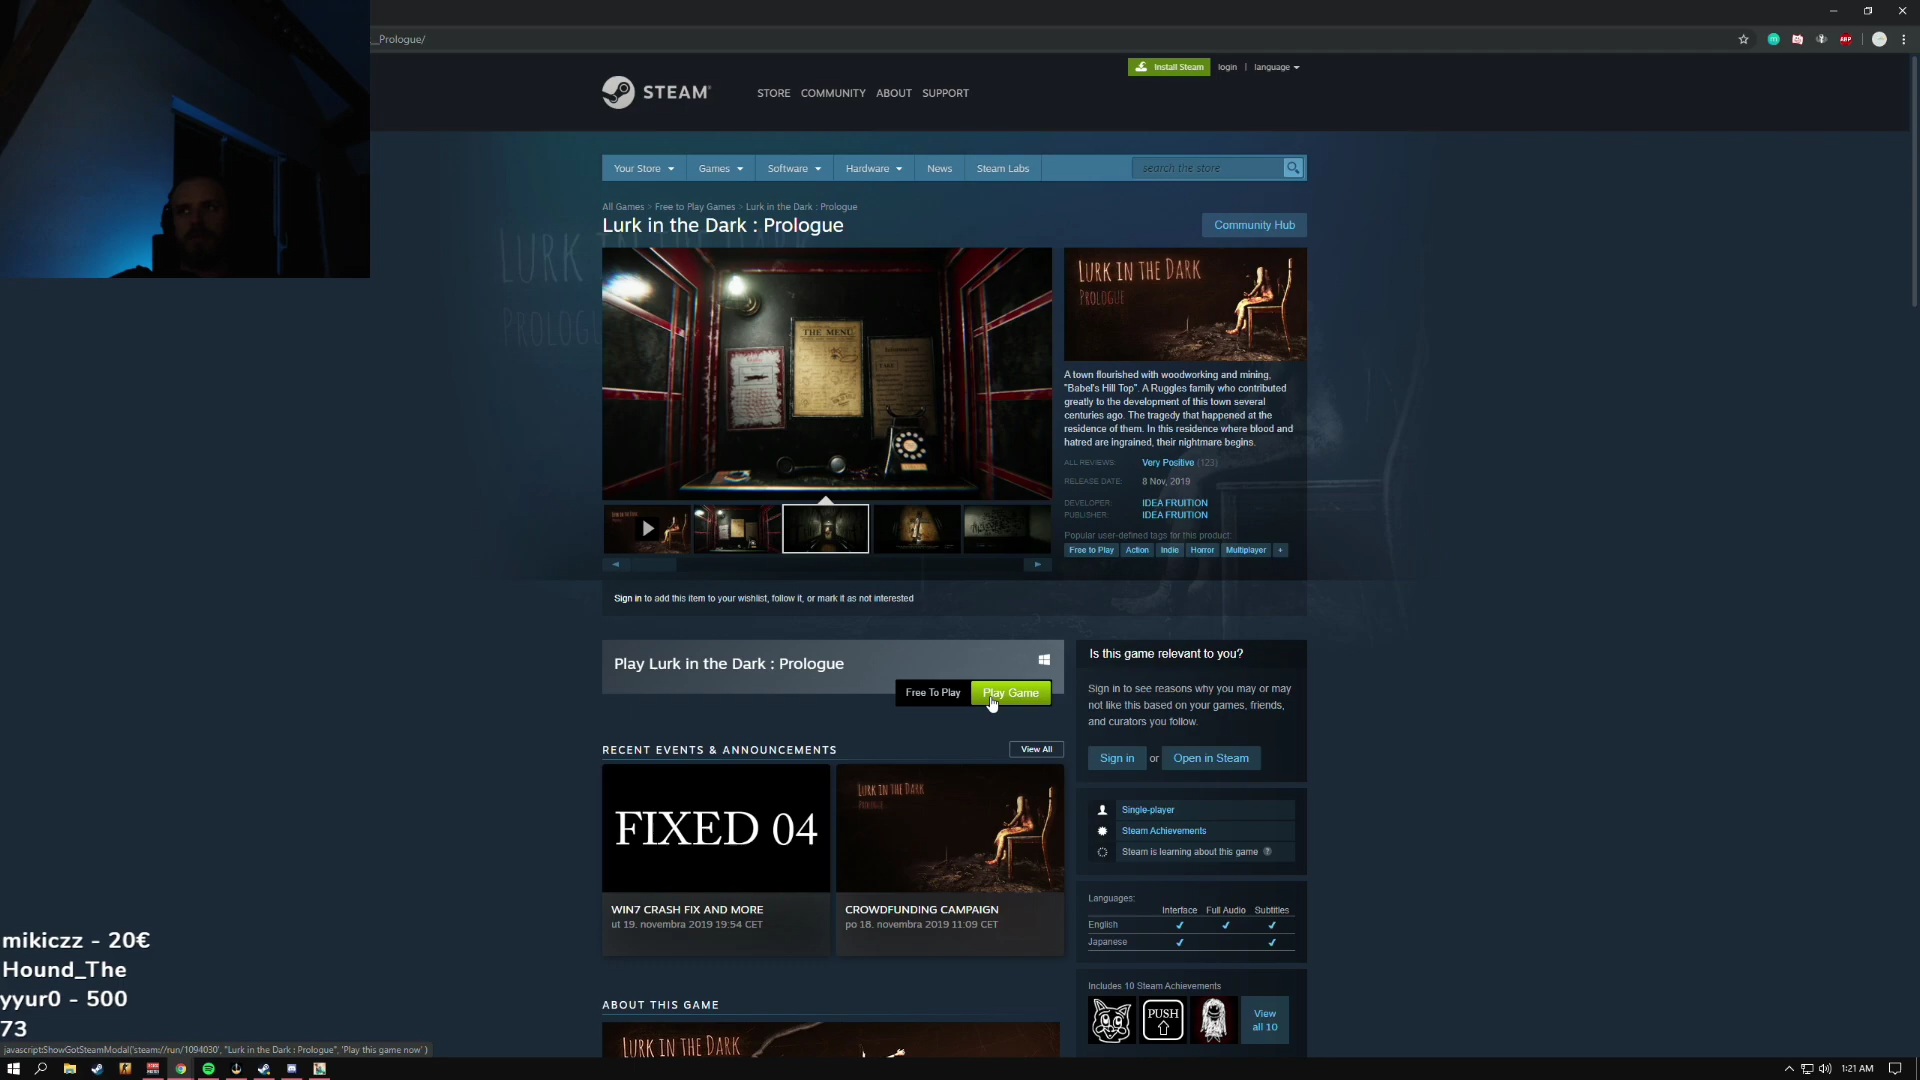 _Prologue/
ABP
Install Steam
login | language
STEAM
STORE COMMUNITY ABOUT SUPPORT
Your Store Games Software Hardware News Steam Labs search the store
All Games > Free to Play Games > Lurk in the Dark : Prologue
Lurk in the Dark : Prologue
Community Hub
THE MENU
LURK IN THE DARK
PROLOGUE
A town flourished with woodworking and mining,
"Babel's Hill Top". A Ruggles family who contributed
greatly to the development of this town several
centuries ago. The tragedy that happened at the
residence of them. In this residence where blood and
hatred are ingrained, their nightmare begins.
ALL REVIEWS: Very Positive (123)
RELEASE DATE: 8 Nov, 2019
DEVELOPER: IDEA FRUITION
PUBLISHER: IDEA FRUITION
Popular user-defined tags for this product:
Free to Play Action Indie Horror Multiplayer +
Sign in to add this item to your wishlist, follow it, or mark it as not interested
Play Lurk in the Dark : Prologue
Free To Play Play Game
Is this game relevant to you?
Sign in to see reasons why you may or may
not like this based on your games, friends,
and curators you follow.
Sign in or Open in Steam
RECENT EVENTS & ANNOUNCEMENTS View All
FIXED 04
LURK IN THE DARK
PROLOGUE
WIN7 CRASH FIX AND MORE
ut 19. novembra 2019 19:54 CET
CROWDFUNDING CAMPAIGN
po 18. novembra 2019 11:09 CET
Single-player
Steam Achievements
Steam is learning about this game ?
Languages:
Interface Full Audio Subtitles
English ✔ ✔ ✔
Japanese ✔ ✔
Includes 10 Steam Achievements
PUSH
View
all 10
ABOUT THIS GAME
LURK IN THE DARK
mikiczz - 20€
Hound_The
yyur0 - 500
73
javascript:ShowGotSteamModal('steam://run/1094030', "Lurk in the Dark : Prologue", 'Play this game now' )
1:21 AM